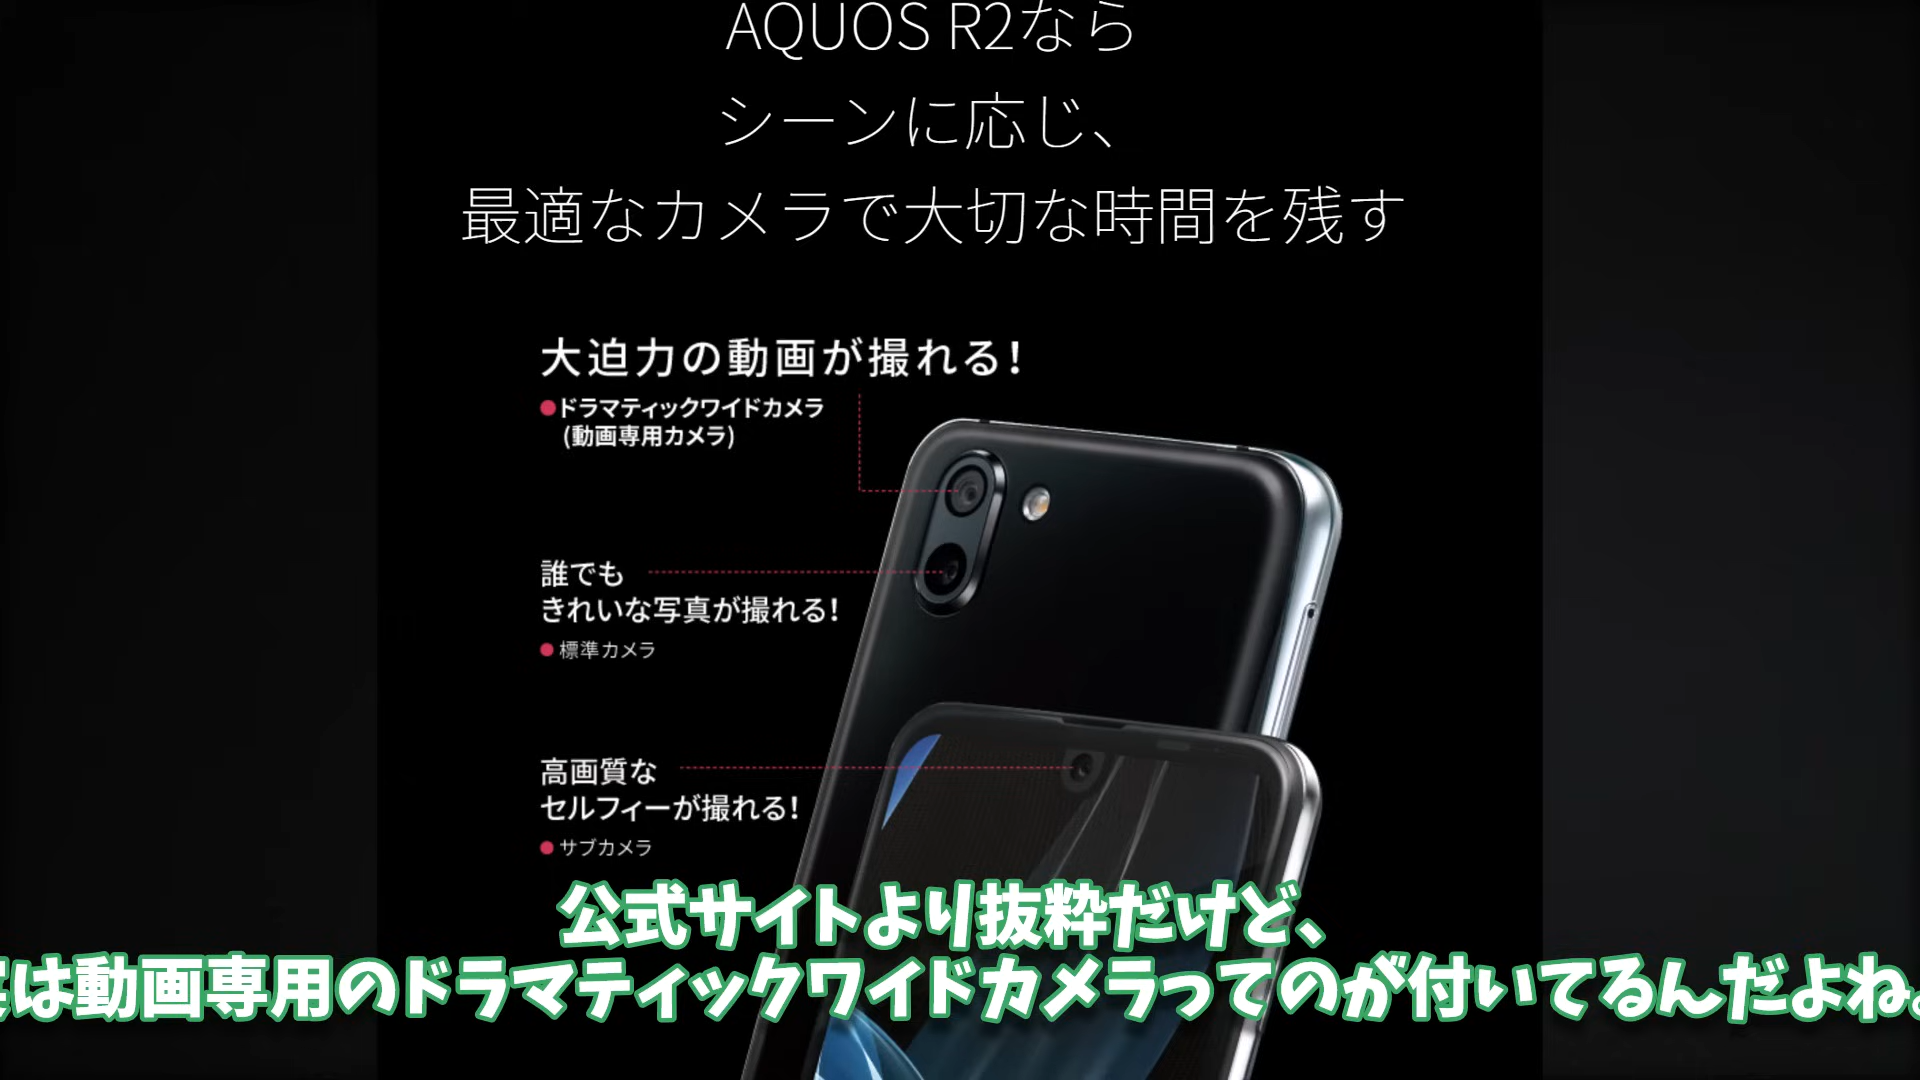 AQUOS R2なら
シーンに応じ、
最適なカメラで大切な時間を残す
大迫力の動画が撮れる!
●ドラマティックワイドカメラ
(動画専用カメラ)
誰でも
きれいな写真が撮れる!
●標準カメラ
高画質な
セルフィーが撮れる!
●サブカメラ
公式サイトより抜粋だけど、
は動画専用のドラマティックワイドカメラってのが付いてるんだよね。